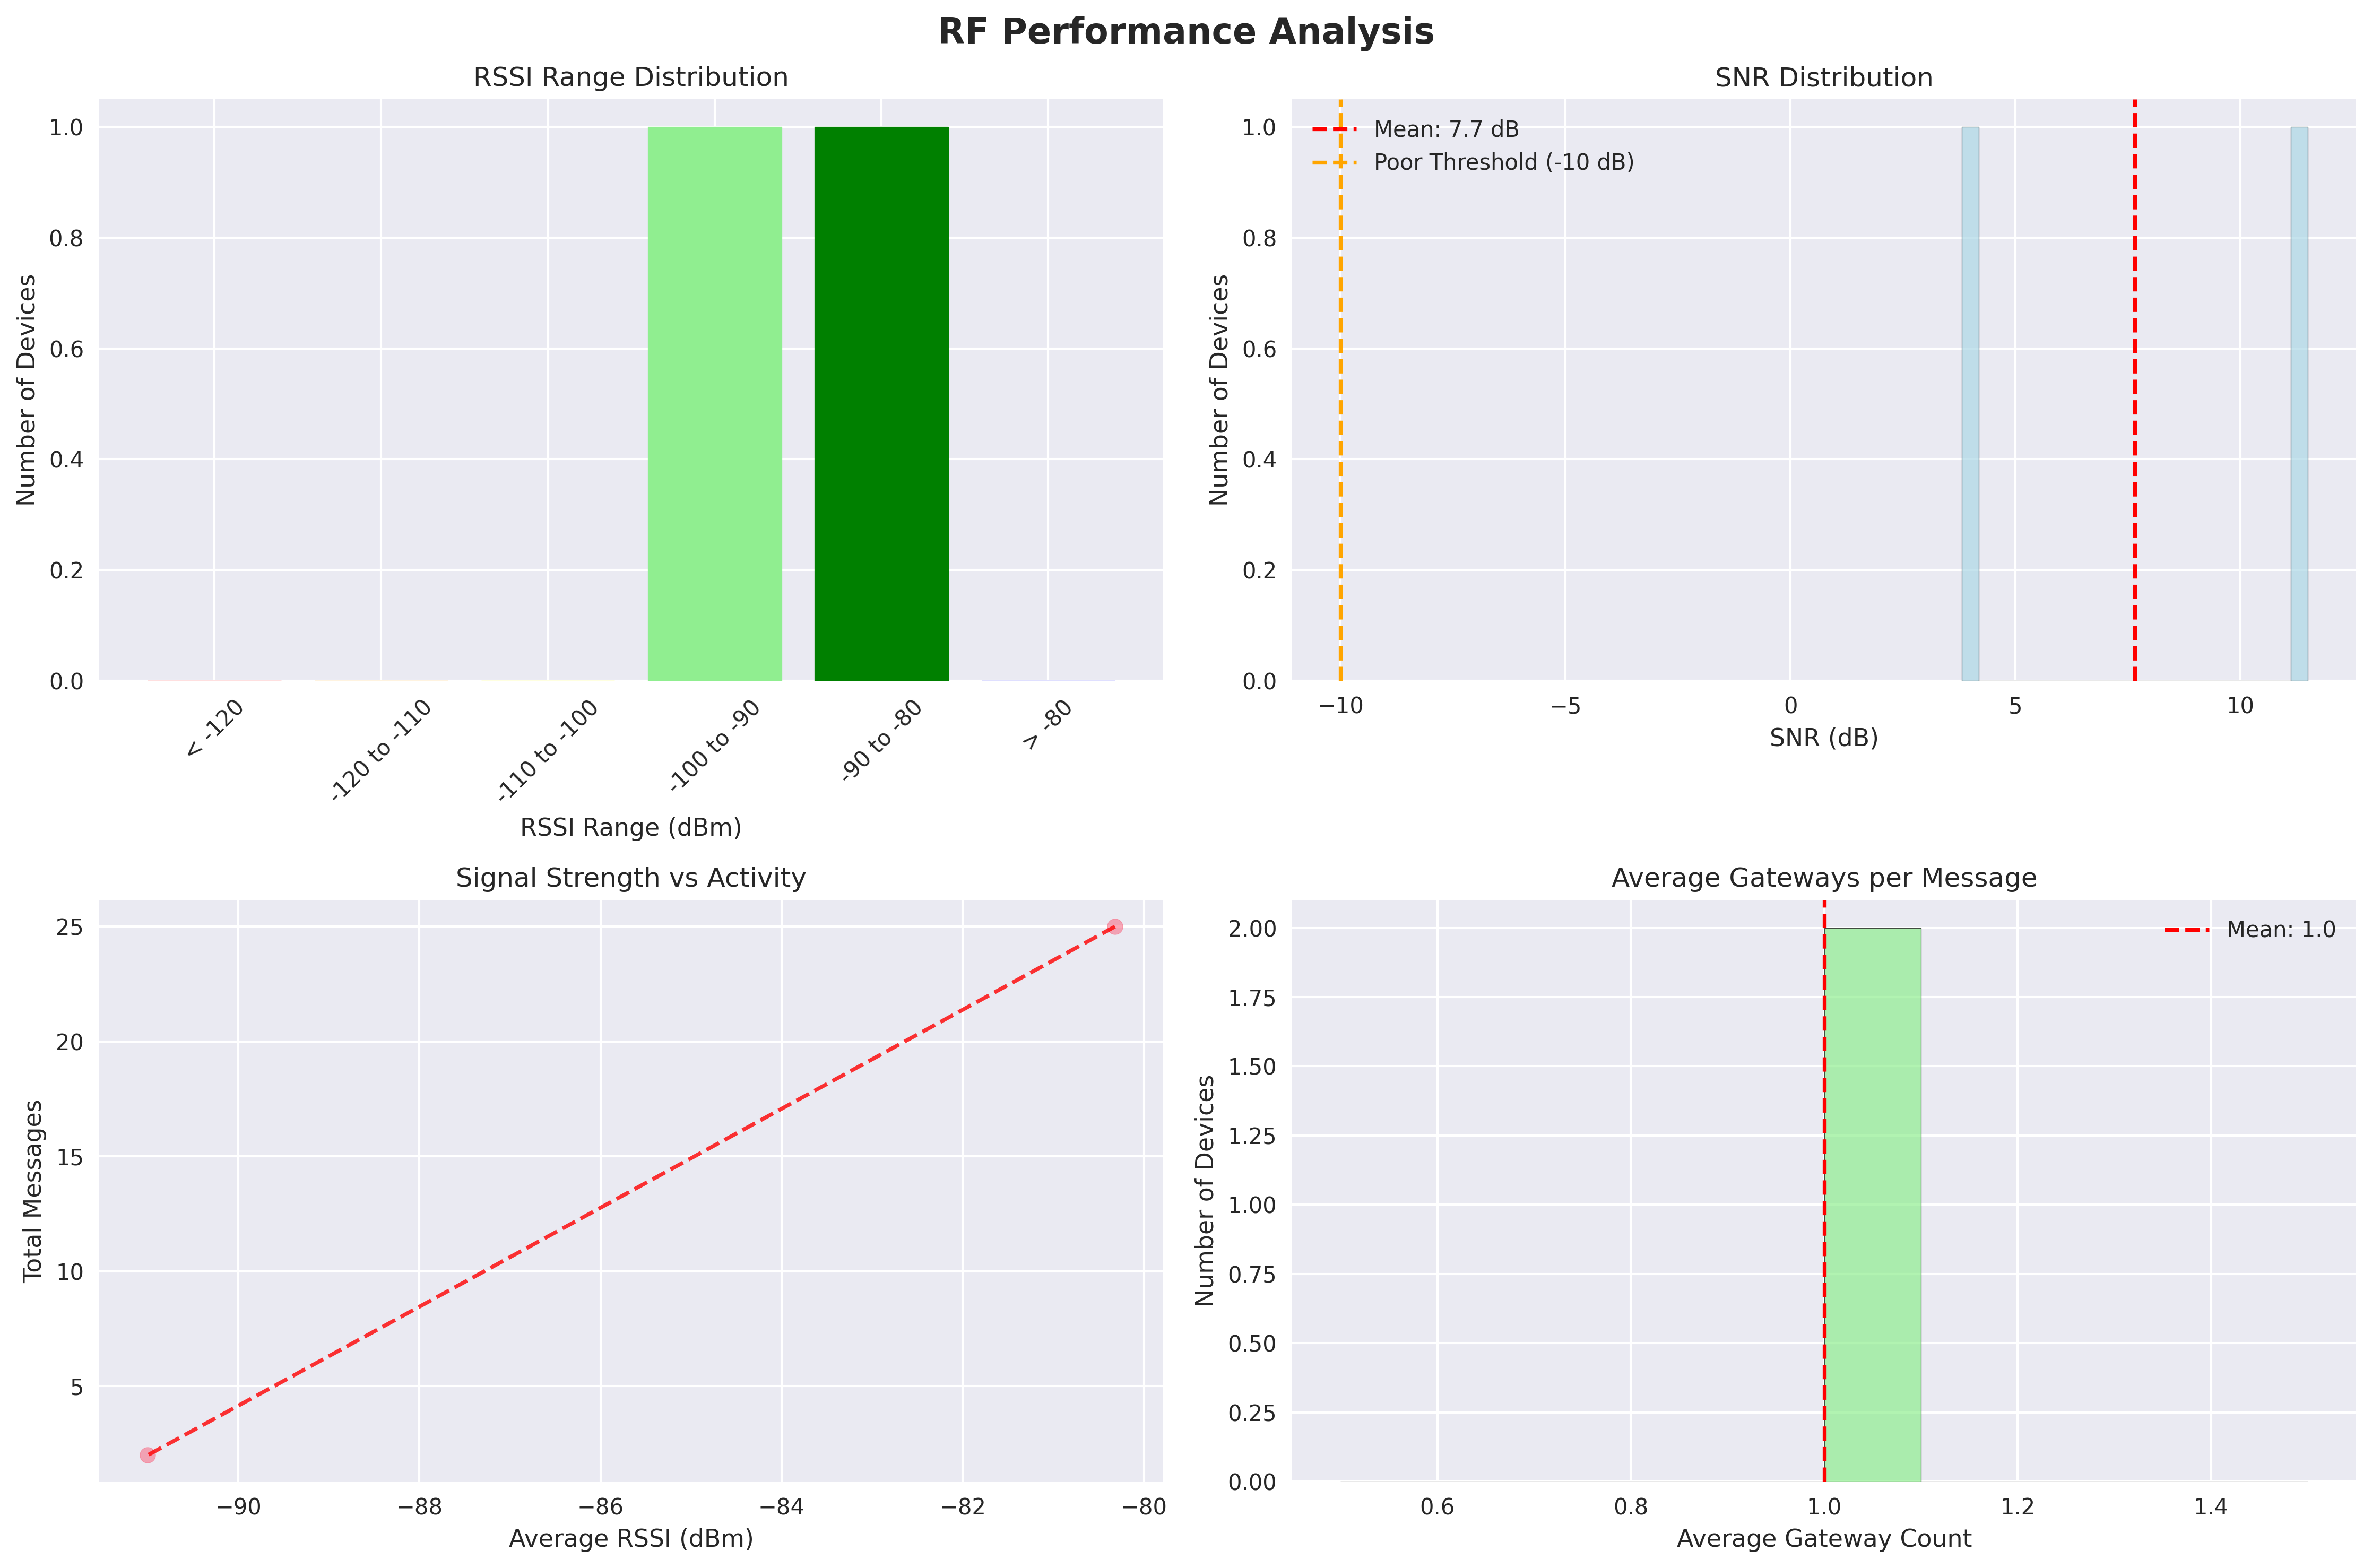 RF Performance Analysis
RSSI Range Distribution
Number of Devices
1.0
0.8
0.6
0.4
0.2
0.0
< -120
-120 to -110
-110 to -100
-100 to -90
-90 to -80
> -80
RSSI Range (dBm)
SNR Distribution
Mean: 7.7 dB
Poor Threshold (-10 dB)
Number of Devices
1.0
0.8
0.6
0.4
0.2
0.0
−10
−5
0
5
10
SNR (dB)
Signal Strength vs Activity
Total Messages
25
20
15
10
5
−90
−88
−86
−84
−82
−80
Average RSSI (dBm)
Average Gateways per Message
Mean: 1.0
Number of Devices
2.00
1.75
1.50
1.25
1.00
0.75
0.50
0.25
0.00
0.6
0.8
1.0
1.2
1.4
Average Gateway Count